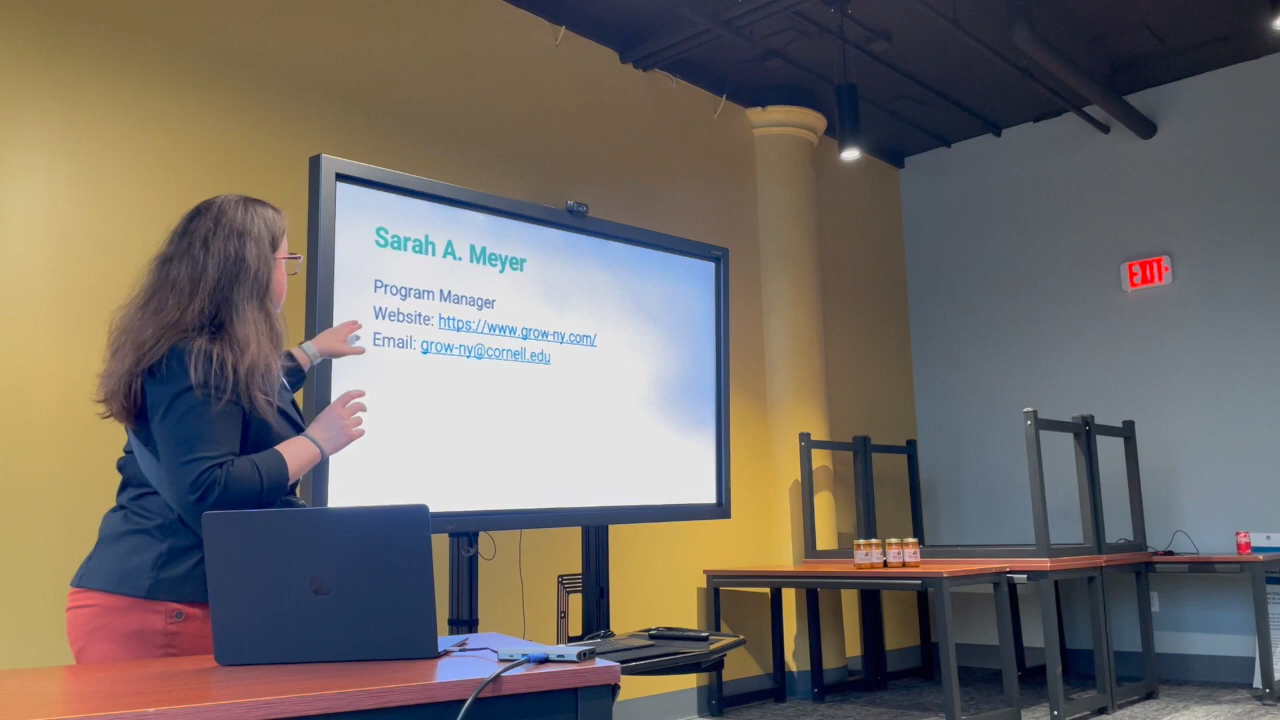 Sarah A. Meyer
Program Manager
Website: https://www.grow-ny.com/
Email: grow-ny@cornell.edu
EXIT